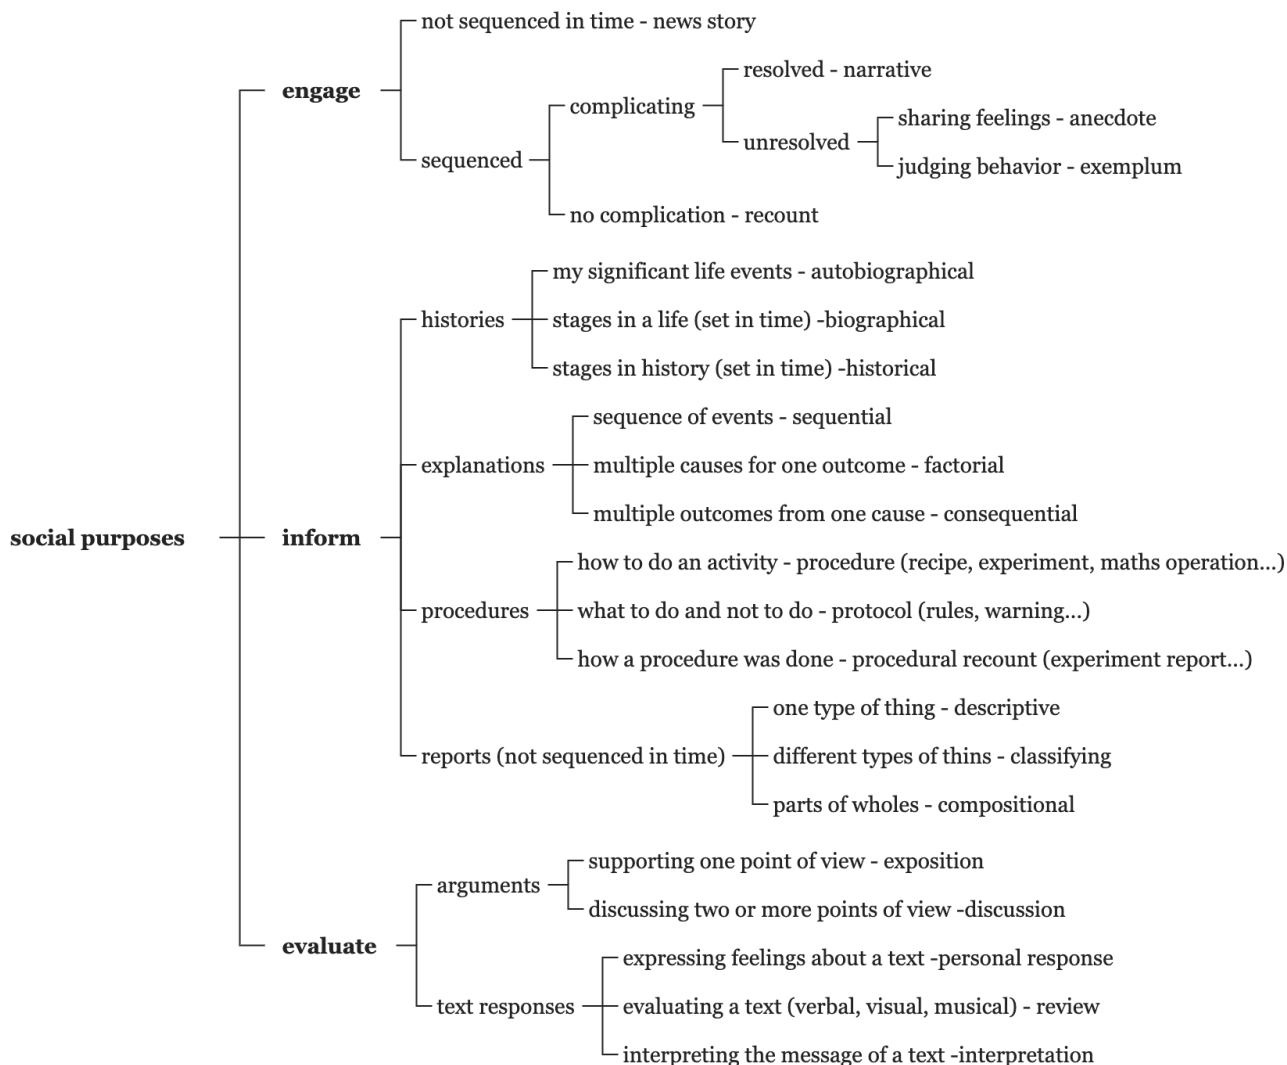 not sequenced in time - news story
resolved - narrative
engage
complicating
sharing feelings - anecdote
unresolved
sequenced
judging behavior - exemplum
no complication - recount
my significant life events - autobiographical
histories
stages in a life (set in time) -biographical
stages in history (set in time) -historical
sequence of events - sequential
explanations
multiple causes for one outcome - factorial
multiple outcomes from one cause - consequential
social purposes
inform
how to do an activity - procedure (recipe, experiment, maths operation...)
procedures
what to do and not to do - protocol (rules, warning...)
how a procedure was done - procedural recount (experiment report...)
one type of thing - descriptive
reports (not sequenced in time)
different types of thins - classifying
parts of wholes - compositional
supporting one point of view - exposition
arguments
discussing two or more points of view -discussion
evaluate
expressing feelings about a text -personal response
text responses
evaluating a text (verbal, visual, musical) - review
interpreting the message of a text -interpretation